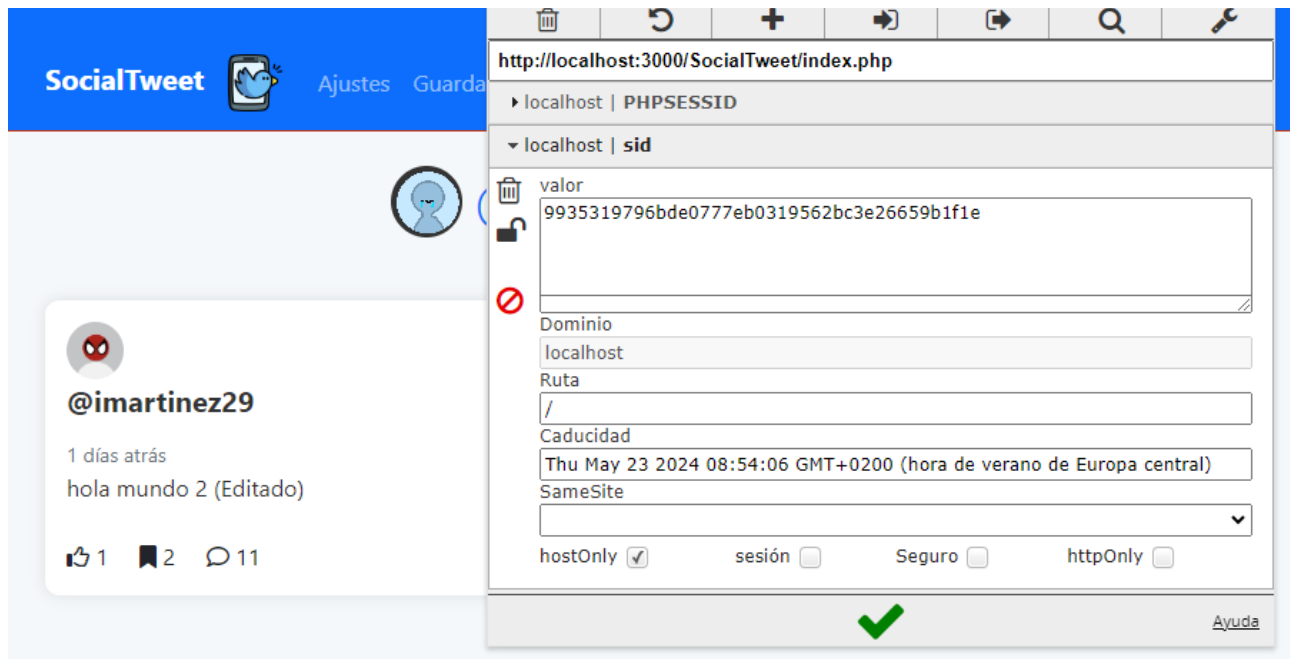 SocialTweet
Ajustes
Guarda
http://localhost:3000/SocialTweet/index.php
localhost | PHPSESSID
localhost | sid
valor
9935319796bde0777eb0319562bc3e26659b1f1e
Dominio
localhost
Ruta
/
Caducidad
Thu May 23 2024 08:54:06 GMT+0200 (hora de verano de Europa central)
SameSite
hostOnly
sesión
Seguro
httpOnly
Ayuda
@imartinez29
1 días atrás
hola mundo 2 (Editado)
1
2
11